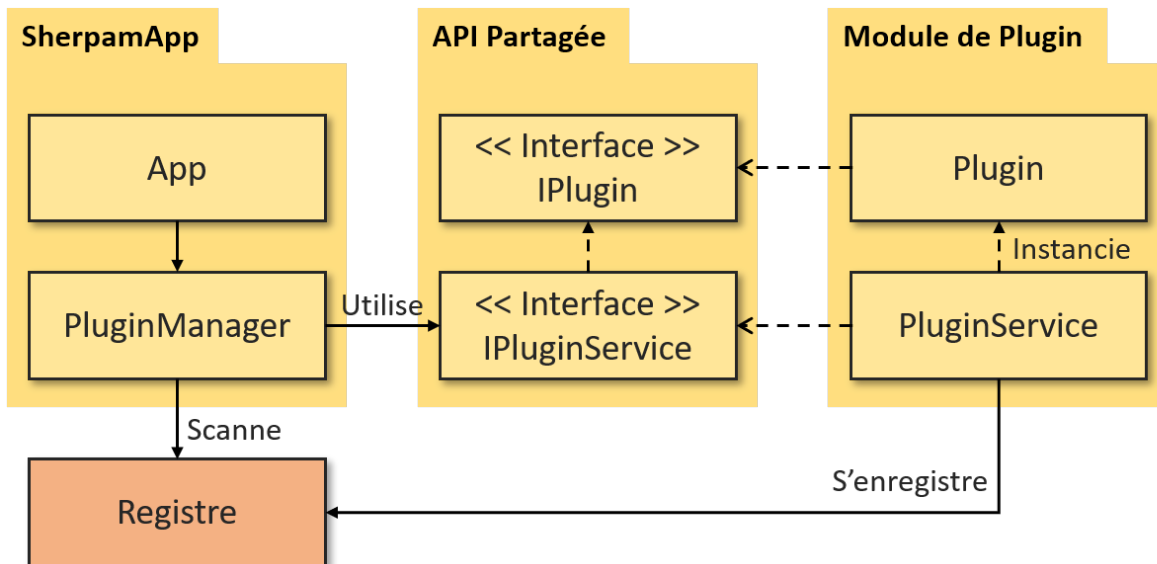 SherpamApp
API Partagée
Module de Plugin
App
<< Interface >>
IPlugin
Plugin
Instancie
PluginManager
Utilise
<< Interface >>
IPluginService
PluginService
Scanne
S’enregistre
Registre